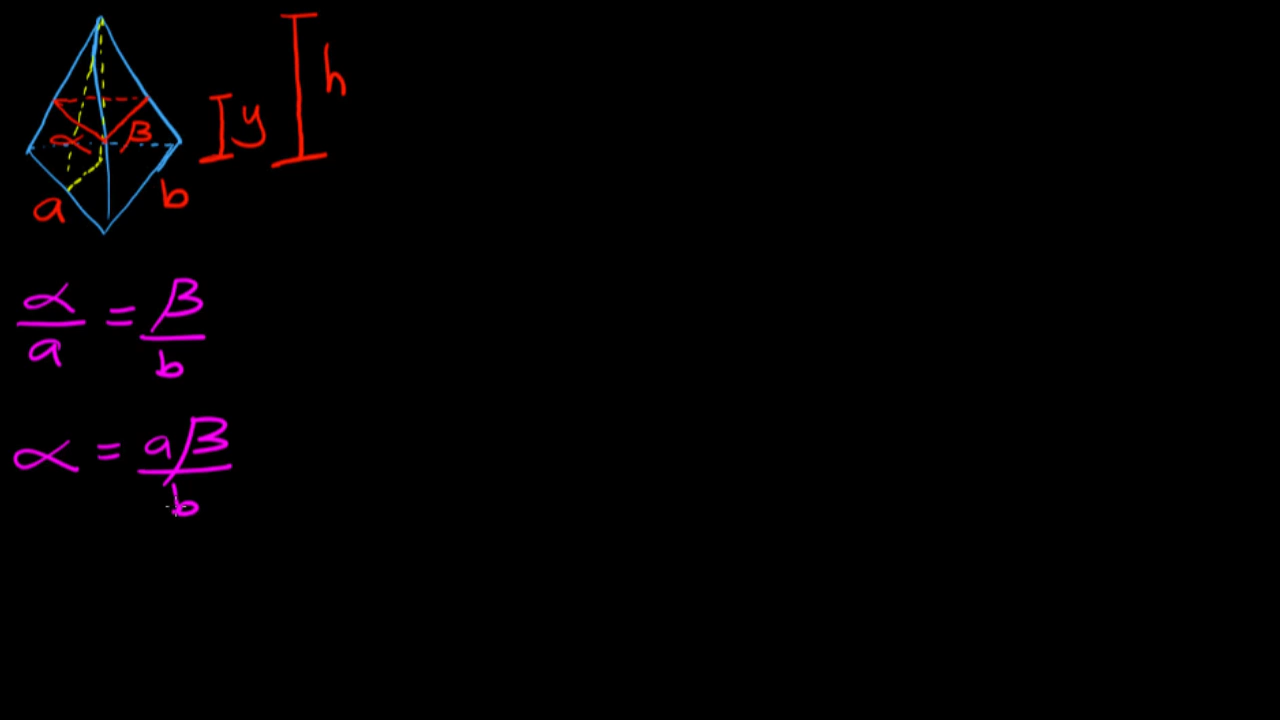 h
y
α β
a b
α/a = β/b
α = aβ/b